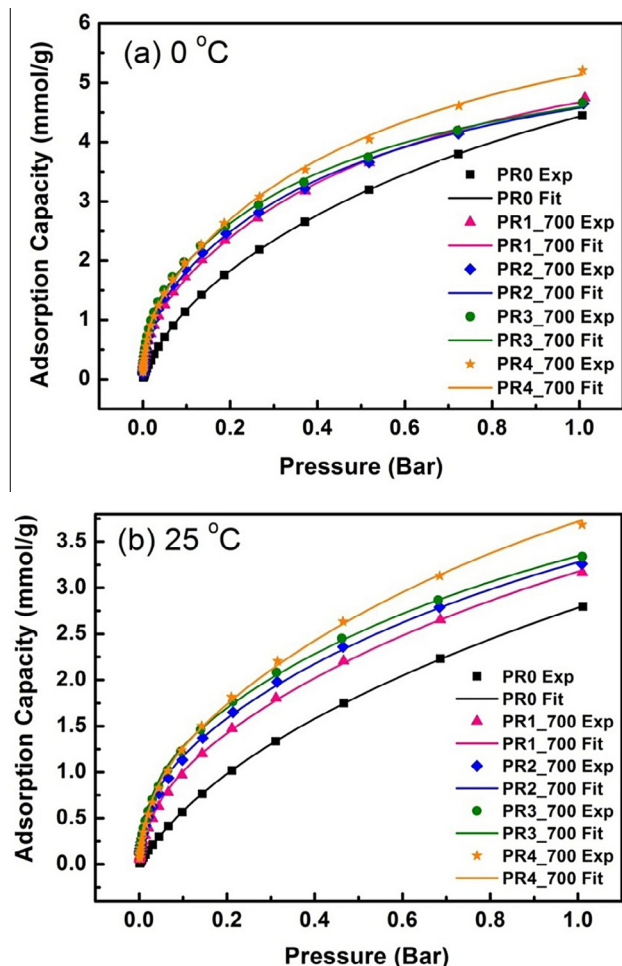 (a) 0 °C
Adsorption Capacity (mmol/g)
6
5
4
3
2
1
0
PR0 Exp
PR0 Fit
PR1_700 Exp
PR1_700 Fit
PR2_700 Exp
PR2_700 Fit
PR3_700 Exp
PR3_700 Fit
PR4_700 Exp
PR4_700 Fit
0.0 0.2 0.4 0.6 0.8 1.0
Pressure (Bar)
(b) 25 °C
Adsorption Capacity (mmol/g)
3.5
3.0
2.5
2.0
1.5
1.0
0.5
0.0
PR0 Exp
PR0 Fit
PR1_700 Exp
PR1_700 Fit
PR2_700 Exp
PR2_700 Fit
PR3_700 Exp
PR3_700 Fit
PR4_700 Exp
PR4_700 Fit
0.0 0.2 0.4 0.6 0.8 1.0
Pressure (Bar)